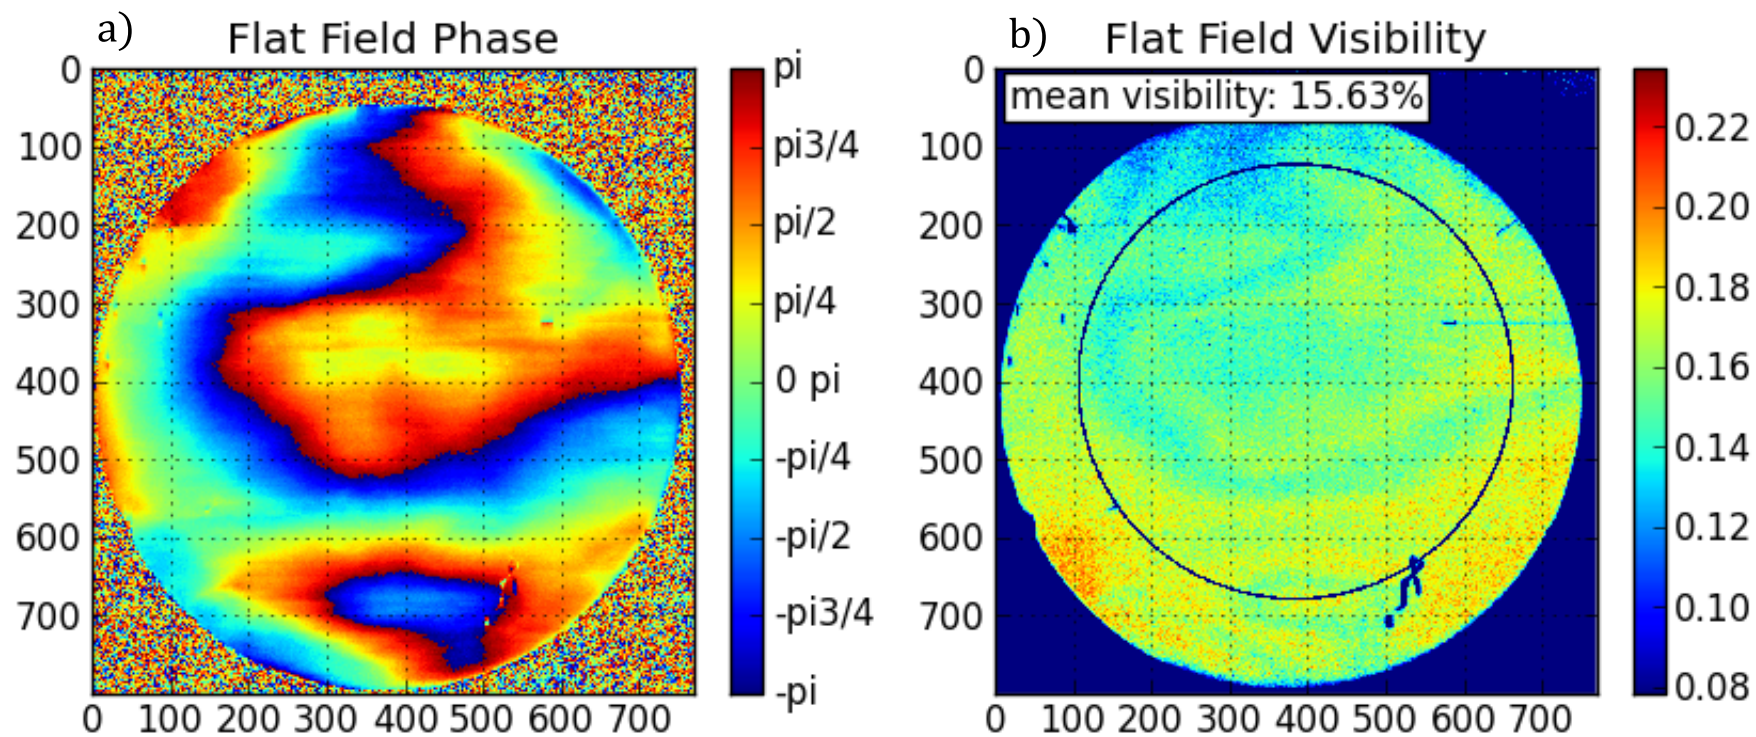 a)
Flat Field Phase
0
100
200
300
400
500
600
700
0 100 200 300 400 500 600 700
pi
pi3/4
pi/2
pi/4
0 pi
-pi/4
-pi/2
-pi3/4
-pi
b)
Flat Field Visibility
mean visibility: 15.63%
0
100
200
300
400
500
600
700
0 100 200 300 400 500 600 700
0.22
0.20
0.18
0.16
0.14
0.12
0.10
0.08